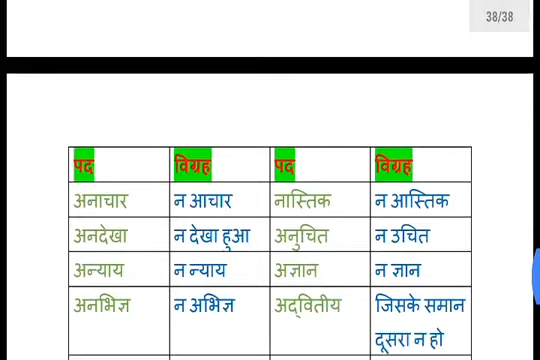 38/38
पद विग्रह पद विग्रह
अनाचार न आचार नास्तिक न आस्तिक
अनदेखा न देखा हुआ अनुचित न उचित
अन्याय न न्याय अज्ञान न ज्ञान
अनभिज्ञ न अभिज्ञ अद्वितीय जिसके समान
दूसरा न हो